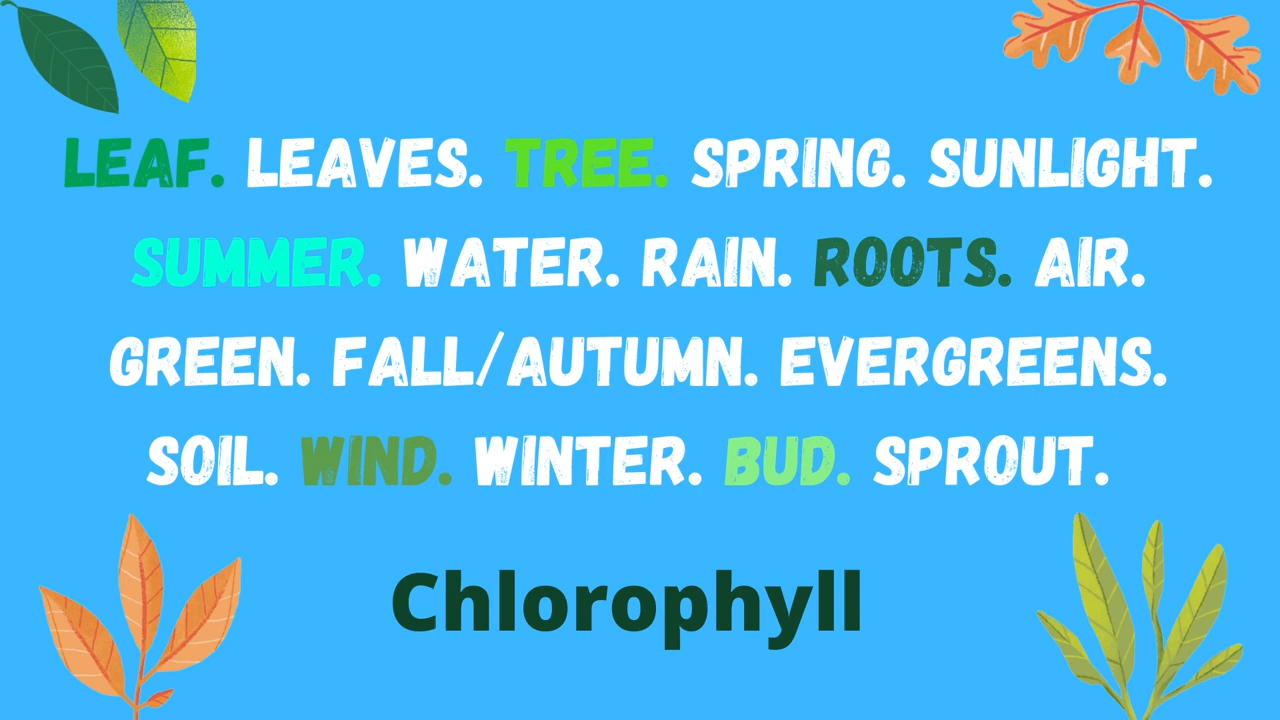 LEAF. LEAVES. TREE. SPRING. SUNLIGHT.
SUMMER. WATER. RAIN. ROOTS. AIR.
GREEN. FALL/AUTUMN. EVERGREENS.
SOIL. WIND. WINTER. BUD. SPROUT.
Chlorophyll